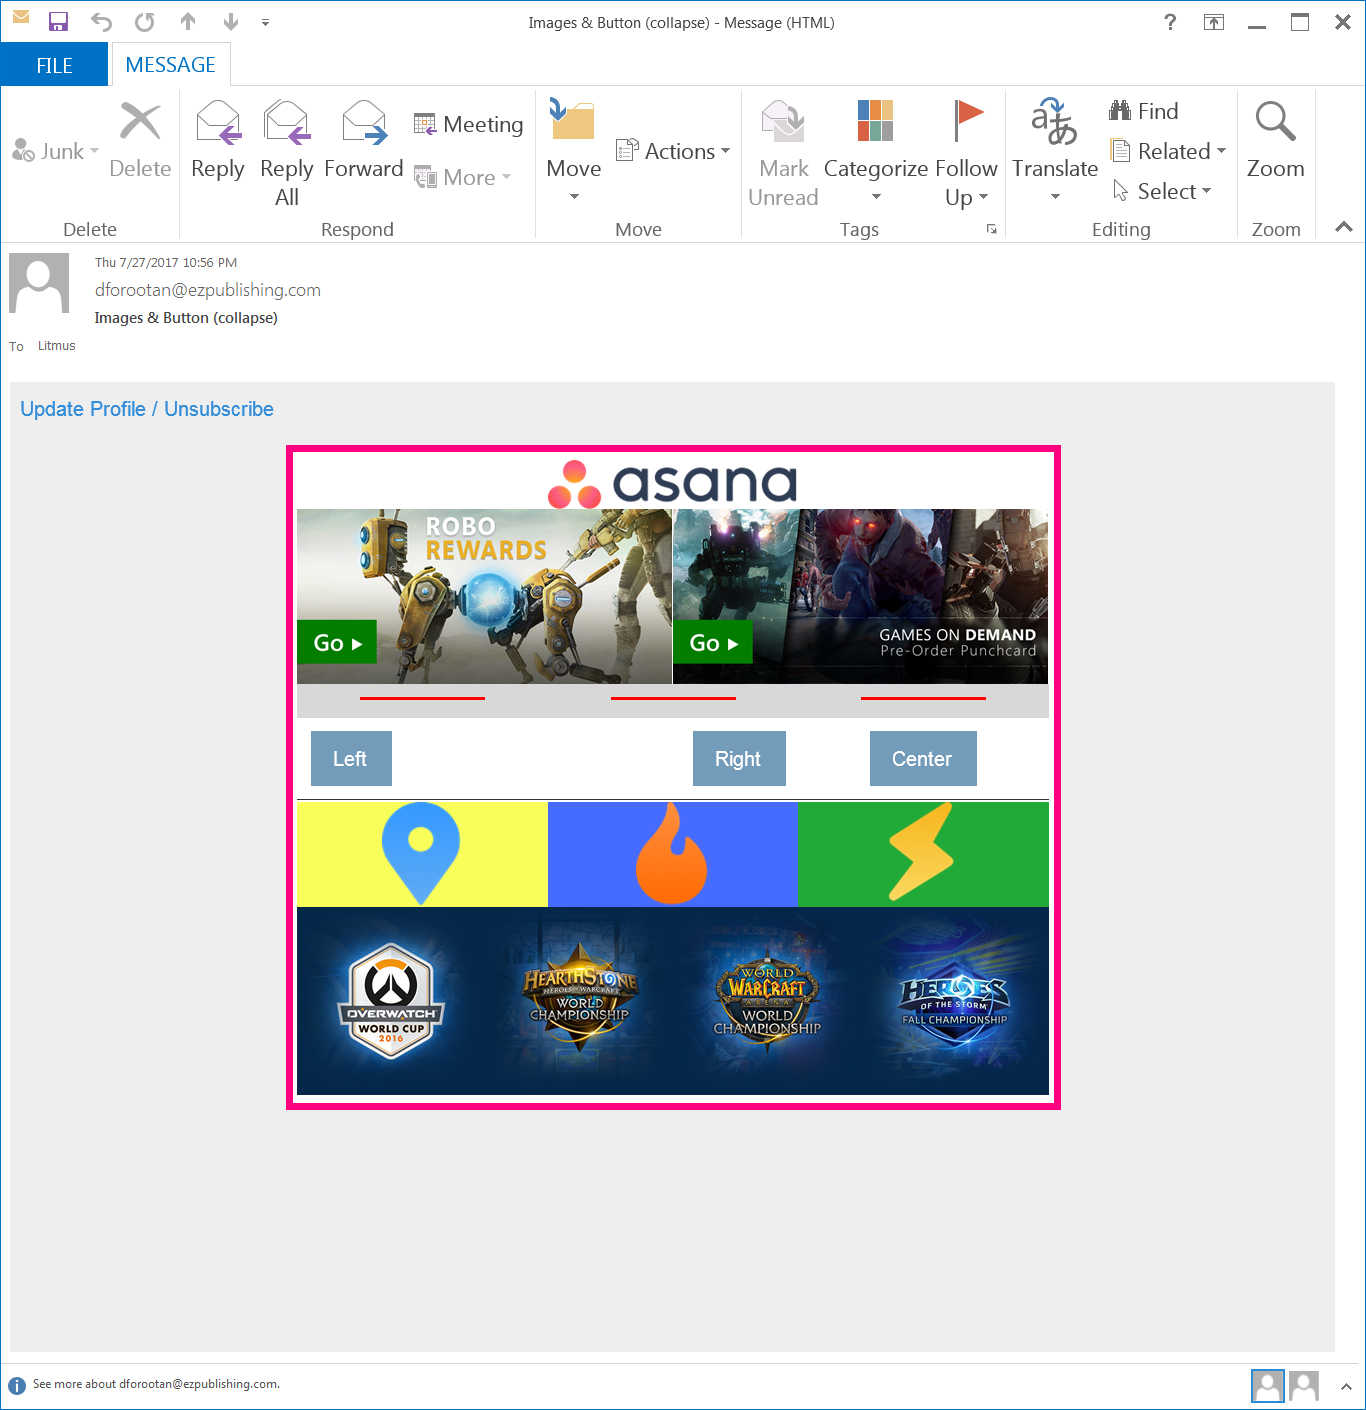 Images & Button (collapse) - Message (HTML)
?
FILE
MESSAGE
Junk
Delete
Delete
Reply
Reply All
Forward
Meeting
More
Respond
Move
Actions
Move
Mark Unread
Categorize
Follow Up
Tags
Translate
Find
Related
Select
Editing
Zoom
Zoom
Thu 7/27/2017 10:56 PM
dforootan@ezpublishing.com
Images & Button (collapse)
To Litmus
Update Profile / Unsubscribe
asana
ROBO
REWARDS
Go
Go
GAMES ON DEMAND
Pre-Order Punchcard
Left
Right
Center
OVERWATCH
WORLD CUP
2016
HEARTHSTONE
HEROES OF WARCRAFT
WORLD
CHAMPIONSHIP
WORLD
WARCRAFT
ARENA
WORLD
CHAMPIONSHIP
HEROES
OF THE STORM
FALL CHAMPIONSHIP
See more about dforootan@ezpublishing.com.